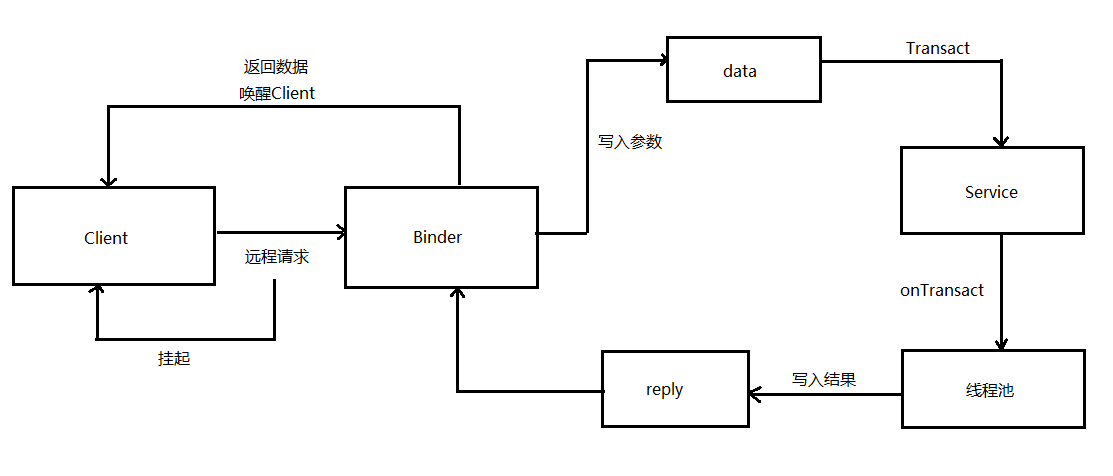 返回数据
唤醒Client
data
Transact
写入参数
Service
Client
远程请求
Binder
onTransact
挂起
reply
写入结果
线程池